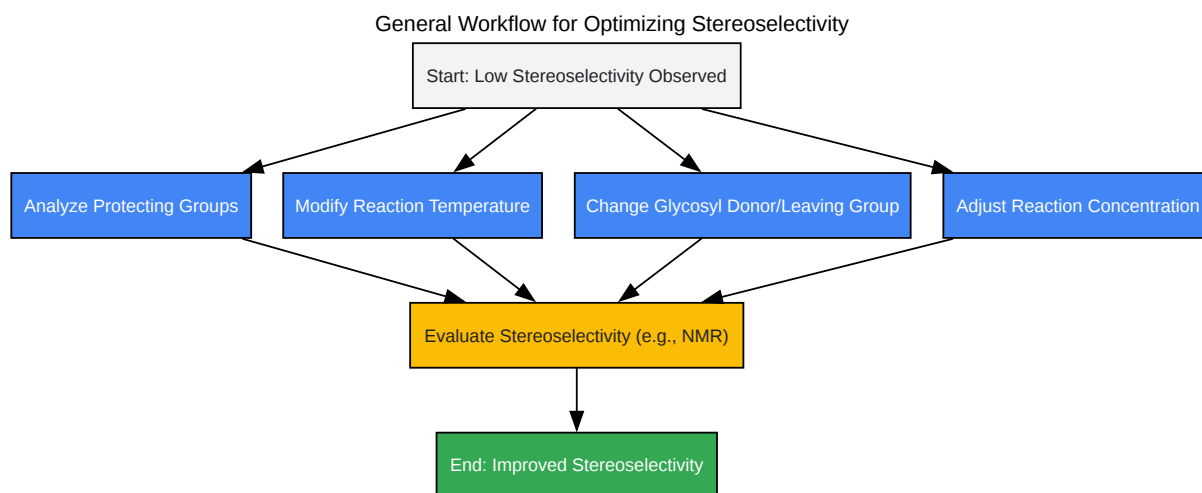 General Workflow for Optimizing Stereoselectivity
Start: Low Stereoselectivity Observed
Analyze Protecting Groups
Modify Reaction Temperature
Change Glycosyl Donor/Leaving Group
Adjust Reaction Concentration
Evaluate Stereoselectivity (e.g., NMR)
End: Improved Stereoselectivity